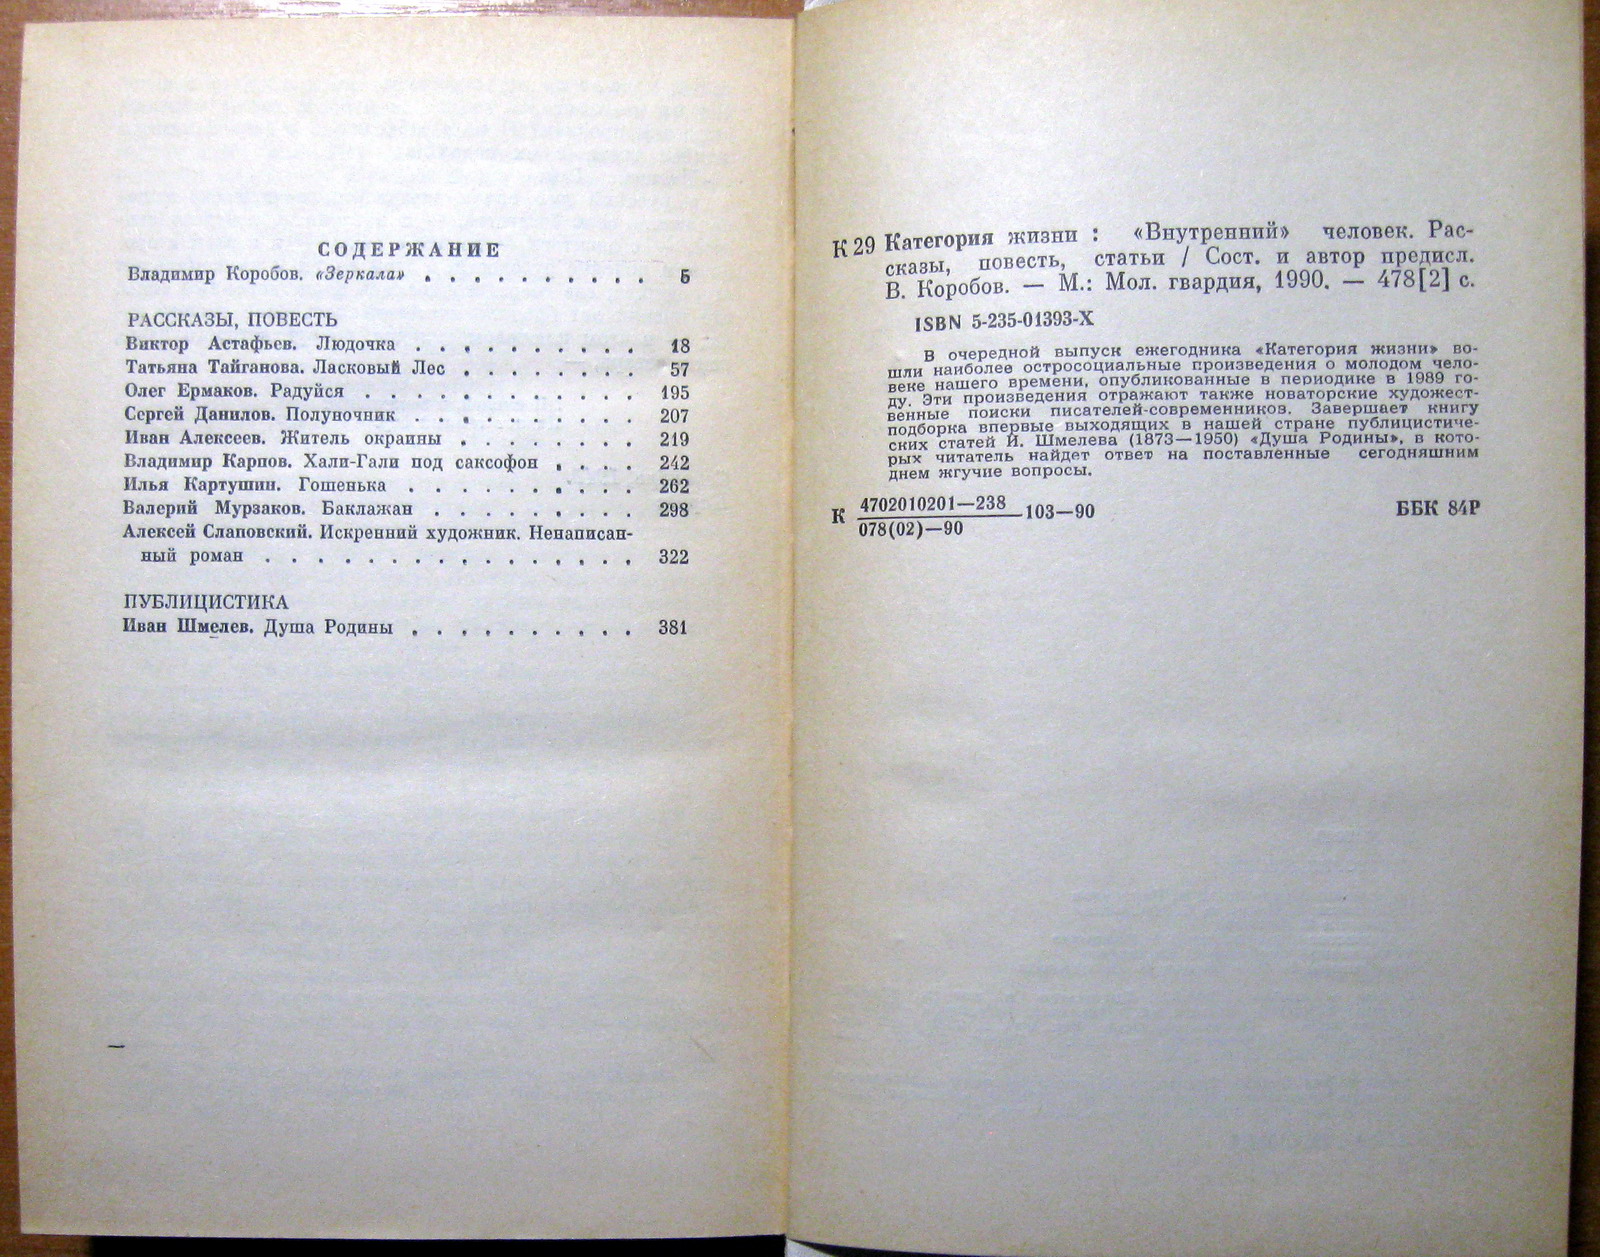 СОДЕРЖАНИЕ
Владимир Коробов. «Зеркала» . . . . . . . . . . 5
РАССКАЗЫ, ПОВЕСТЬ
Виктор Астафьев. Людочка . . . . . . . . . . 18
Татьяна Тайганова. Ласковый Лес . . . . . . . . 57
Олег Ермаков. Радуйся . . . . . . . . . . . . 195
Сергей Данилов. Полуночник . . . . . . . . . . 207
Иван Алексеев. Житель окраины . . . . . . . . 219
Владимир Карпов. Хали-Гали под саксофон . . . . 242
Илья Картушин. Гошенька . . . . . . . . . . 262
Валерий Мурзаков. Баклажан . . . . . . . . . 298
Алексей Слаповский. Искренний художник. Ненаписан-
ный роман . . . . . . . . . . . . . . . . 322
ПУБЛИЦИСТИКА
Иван Шмелев. Душа Родины . . . . . . . . . . 381
К 29 Категория жизни : «Внутренний» человек. Рас-
сказы, повесть, статьи / Сост. и автор предисл.
В. Коробов. — М.: Мол. гвардия, 1990. — 478[2] с.
ISBN 5-235-01393-X
В очередной выпуск ежегодника «Категория жизни» во-
шли наиболее остросоциальные произведения о молодом чело-
веке нашего времени, опубликованные в периодике в 1989 го-
ду. Эти произведения отражают также новаторские художест-
венные поиски писателей-современников. Завершает книгу
подборка впервые выходящих в нашей стране публицистиче-
ских статей И. Шмелева (1873—1950) «Душа Родины», в кото-
рых читатель найдет ответ на поставленные сегодняшним
днем жгучие вопросы.
К 4702010201—238
078(02)—90 103—90 ББК 84Р